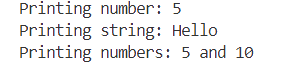 Printing number: 5
Printing string: Hello
Printing numbers: 5 and 10